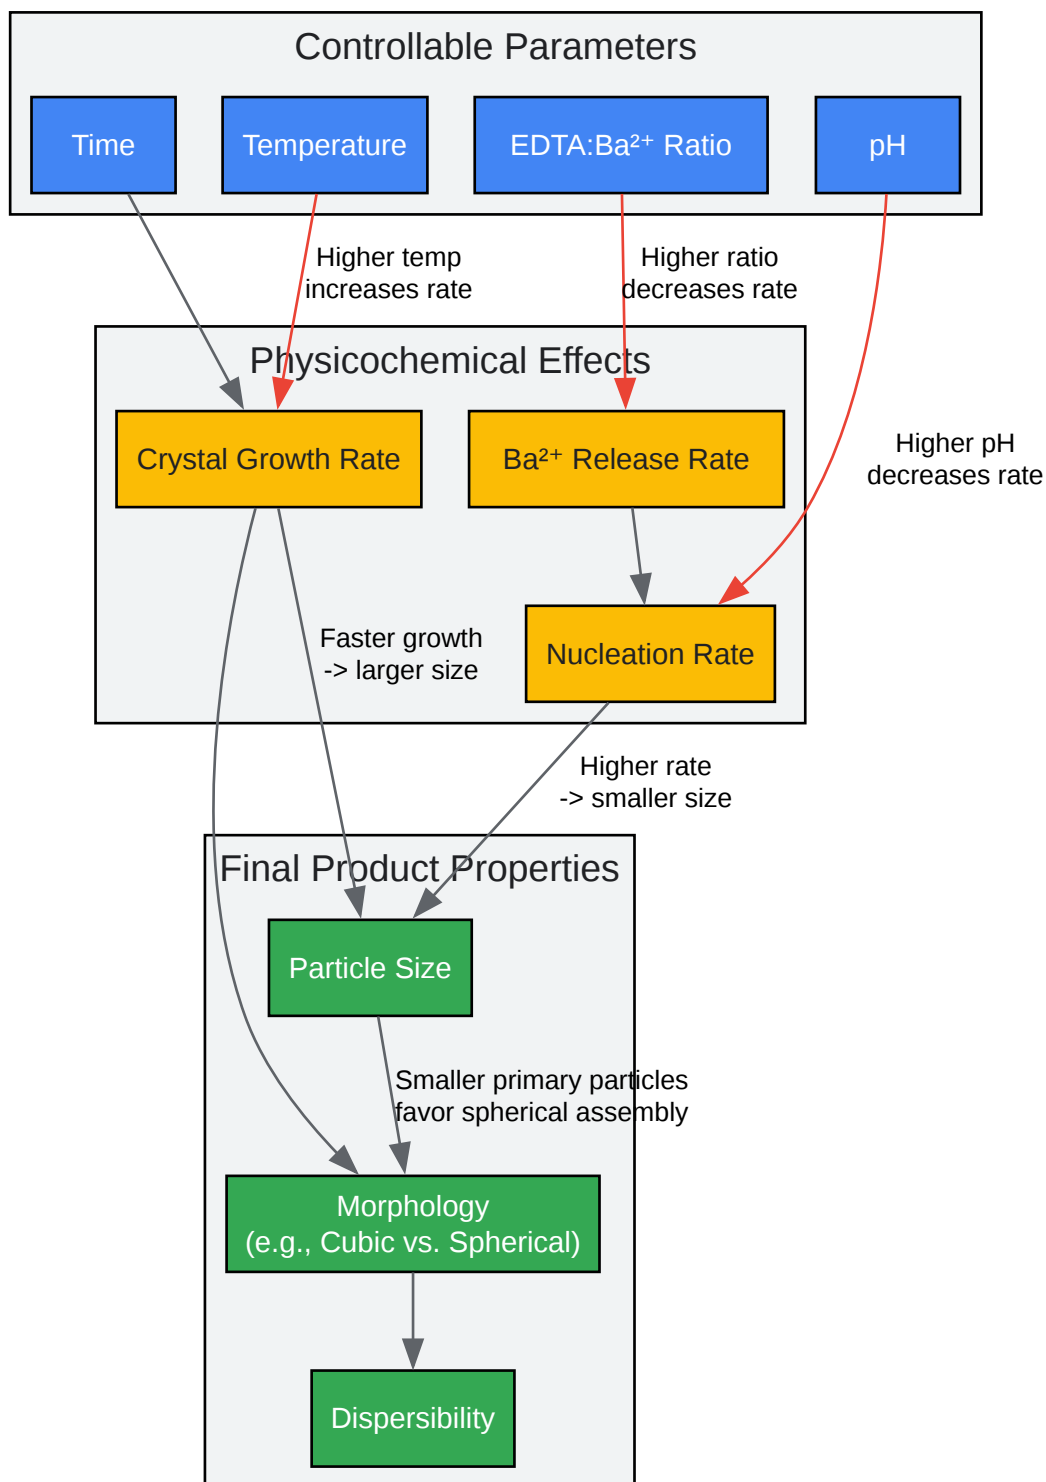 Controllable Parameters
Time
Temperature
EDTA:Ba²⁺ Ratio
pH
Higher temp
increases rate
Higher ratio
decreases rate
Physicochemical Effects
Crystal Growth Rate
Ba²⁺ Release Rate
Higher pH
decreases rate
Faster growth
-> larger size
Nucleation Rate
Higher rate
-> smaller size
Final Product Properties
Particle Size
Smaller primary particles
favor spherical assembly
Morphology
(e.g., Cubic vs. Spherical)
Dispersibility